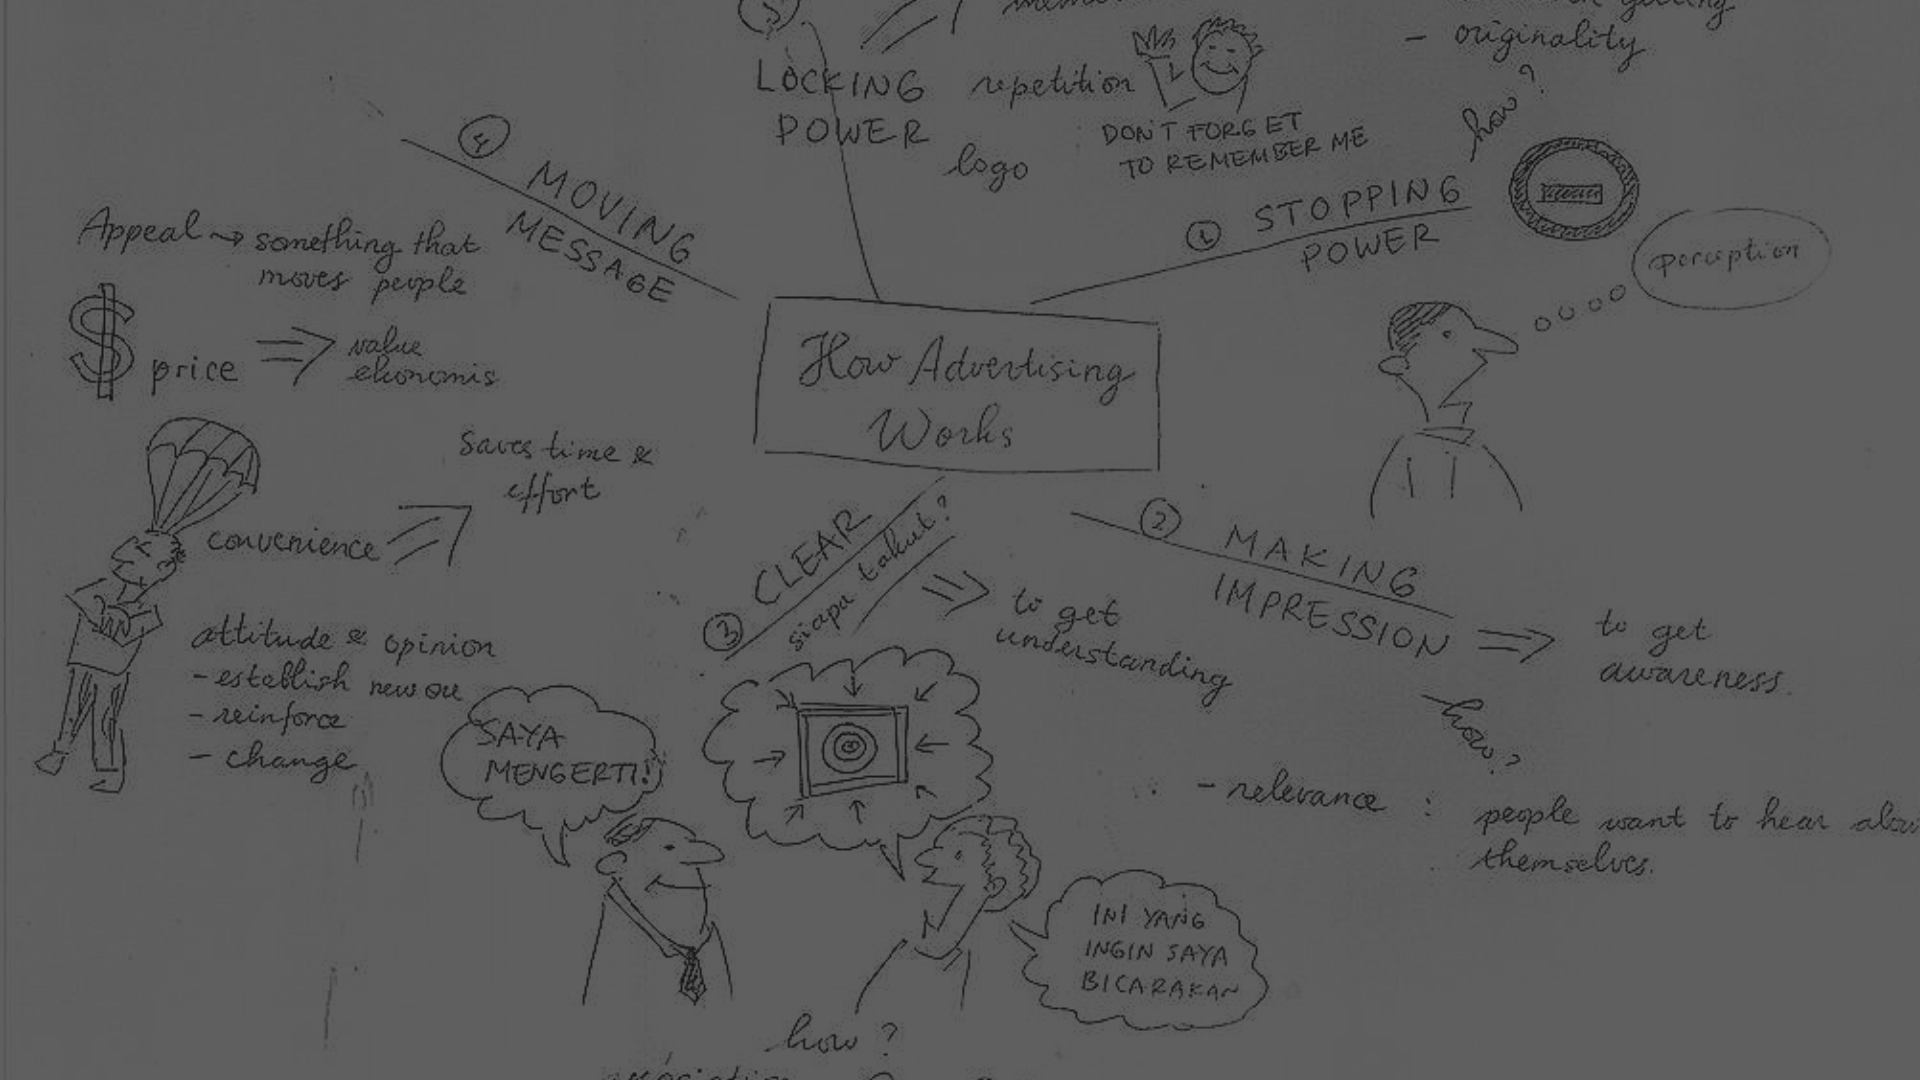 originality
how?
5
LOCKING
POWER
repetition
logo
DON'T FORGET
TO REMEMBER ME
4 MOVING
MESSAGE
Appeal → something that
moves people
$ price ⇒ value
ekonomis
convenience ⇒ Saves time &
effort
attitude & opinion
- establish new one
- reinforce
- change
1 STOPPING
POWER
perception
How Advertising
Works
2 MAKING
IMPRESSION ⇒ to get
awareness.
how?
- relevance : people want to hear
themselves.
3 CLEAR
siapa takut?
⇒ to get
understanding
SAYA
MENGERTI!
INI YANG
INGIN SAYA
BICARAKAN
how?